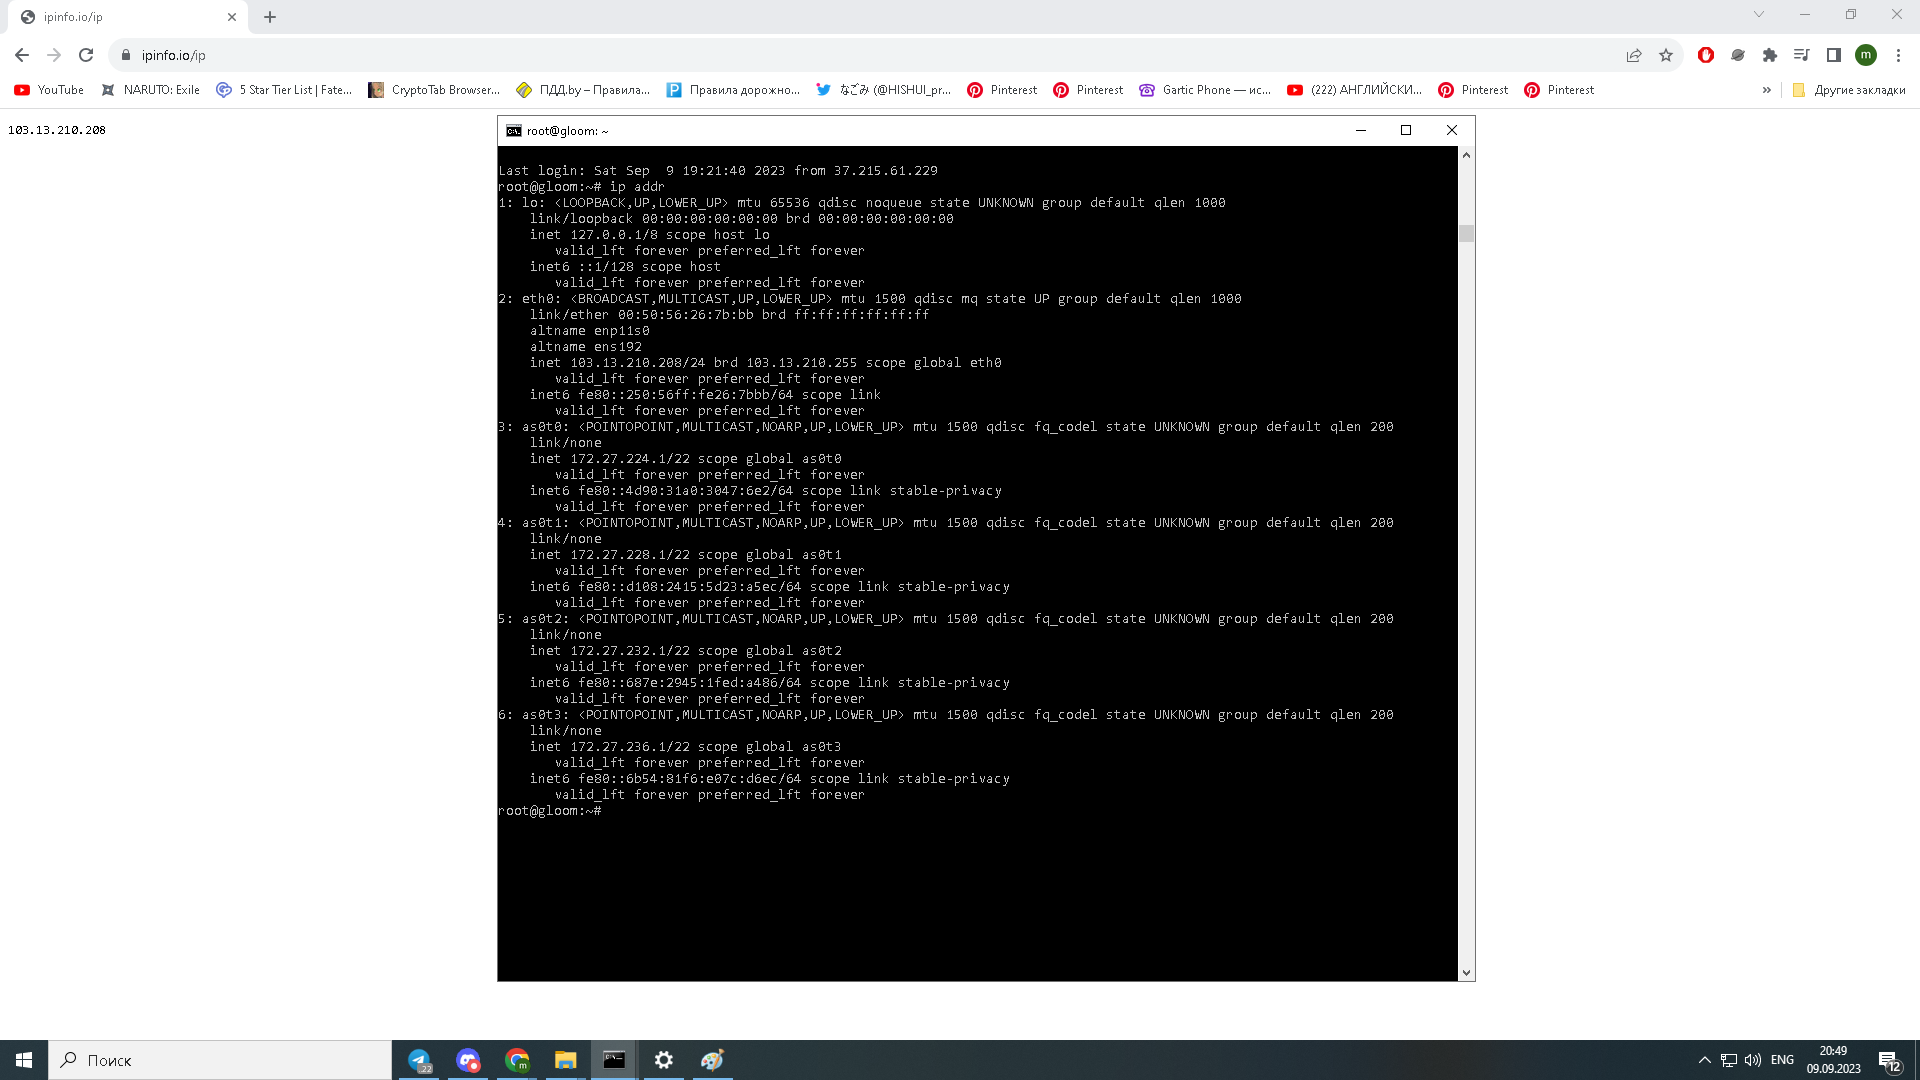 ipinfo.io/ip
ipinfo.io/ip
m
YouTube
NARUTO: Exile
5 Star Tier List | Fate...
CryptoTab Browser...
ПДД.by – Правила...
Правила дорожно...
なごみ (@HISHUI_pr...
Pinterest
Pinterest
Gartic Phone — ис...
(222) АНГЛИЙСКИ...
Pinterest
Pinterest
»
Другие закладки
103.13.210.208
root@gloom: ~
Last login: Sat Sep  9 19:21:40 2023 from 37.215.61.229
root@gloom:~# ip addr
1: lo: <LOOPBACK,UP,LOWER_UP> mtu 65536 qdisc noqueue state UNKNOWN group default qlen 1000
    link/loopback 00:00:00:00:00:00 brd 00:00:00:00:00:00
    inet 127.0.0.1/8 scope host lo
       valid_lft forever preferred_lft forever
    inet6 ::1/128 scope host
       valid_lft forever preferred_lft forever
2: eth0: <BROADCAST,MULTICAST,UP,LOWER_UP> mtu 1500 qdisc mq state UP group default qlen 1000
    link/ether 00:50:56:26:7b:bb brd ff:ff:ff:ff:ff:ff
    altname enp11s0
    altname ens192
    inet 103.13.210.208/24 brd 103.13.210.255 scope global eth0
       valid_lft forever preferred_lft forever
    inet6 fe80::250:56ff:fe26:7bbb/64 scope link
       valid_lft forever preferred_lft forever
3: as0t0: <POINTOPOINT,MULTICAST,NOARP,UP,LOWER_UP> mtu 1500 qdisc fq_codel state UNKNOWN group default qlen 200
    link/none
    inet 172.27.224.1/22 scope global as0t0
       valid_lft forever preferred_lft forever
    inet6 fe80::4d90:31a0:3047:6e2/64 scope link stable-privacy
       valid_lft forever preferred_lft forever
4: as0t1: <POINTOPOINT,MULTICAST,NOARP,UP,LOWER_UP> mtu 1500 qdisc fq_codel state UNKNOWN group default qlen 200
    link/none
    inet 172.27.228.1/22 scope global as0t1
       valid_lft forever preferred_lft forever
    inet6 fe80::d108:2415:5d23:a5ec/64 scope link stable-privacy
       valid_lft forever preferred_lft forever
5: as0t2: <POINTOPOINT,MULTICAST,NOARP,UP,LOWER_UP> mtu 1500 qdisc fq_codel state UNKNOWN group default qlen 200
    link/none
    inet 172.27.232.1/22 scope global as0t2
       valid_lft forever preferred_lft forever
    inet6 fe80::687e:2945:1fed:a486/64 scope link stable-privacy
       valid_lft forever preferred_lft forever
6: as0t3: <POINTOPOINT,MULTICAST,NOARP,UP,LOWER_UP> mtu 1500 qdisc fq_codel state UNKNOWN group default qlen 200
    link/none
    inet 172.27.236.1/22 scope global as0t3
       valid_lft forever preferred_lft forever
    inet6 fe80::6b54:81f6:e07c:d6ec/64 scope link stable-privacy
       valid_lft forever preferred_lft forever
root@gloom:~#
Поиск
22
m
ENG
20:49
09.09.2023
12